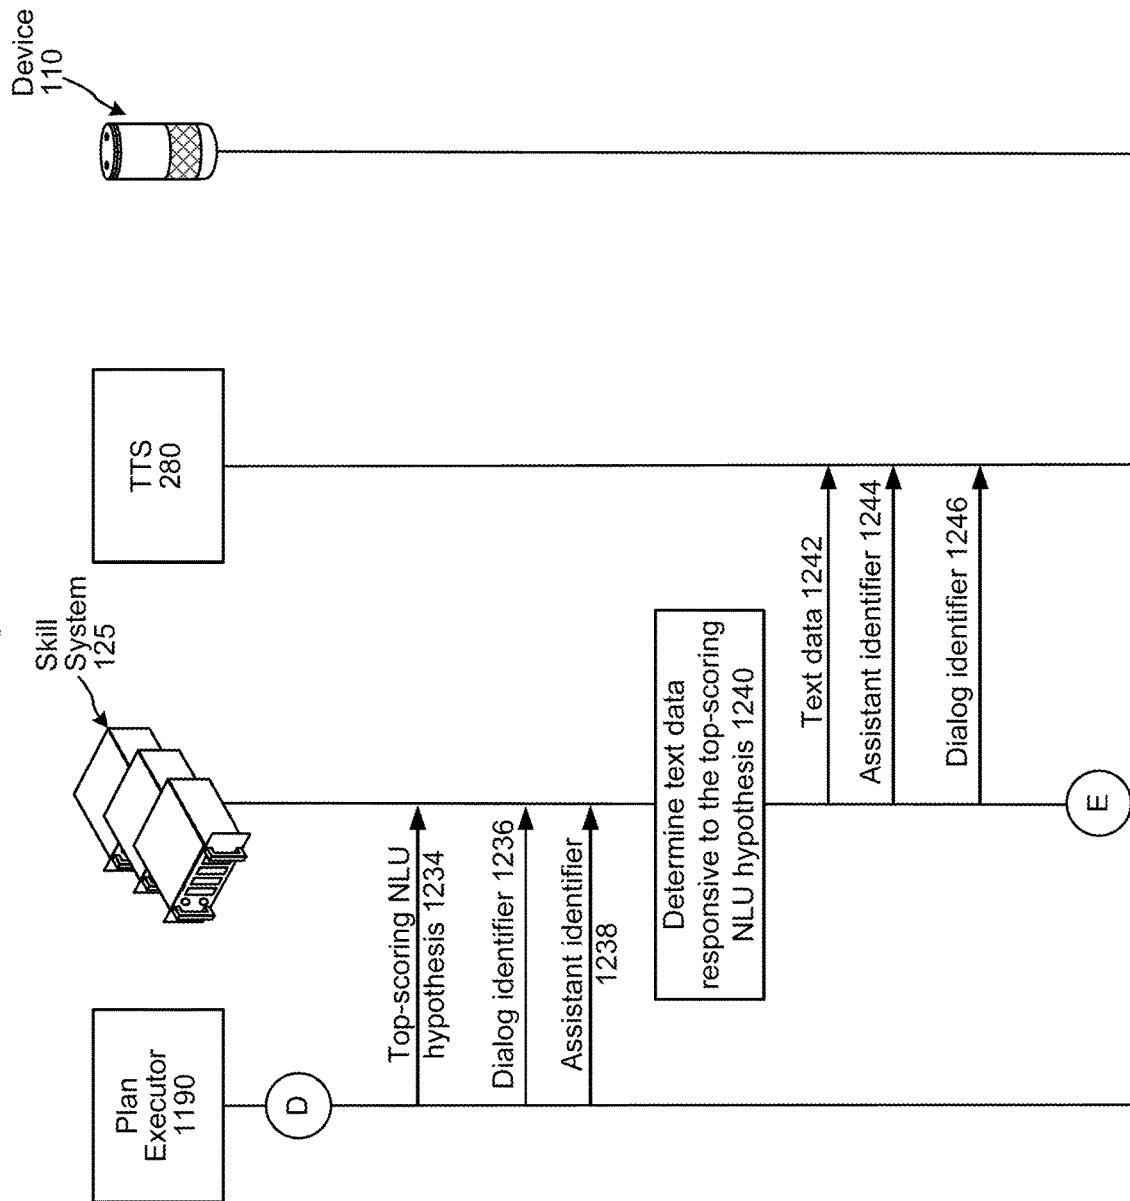 Plan
Executor
1190
Skill
System
125
TTS
280
Device
110
D
Top-scoring NLU
hypothesis 1234
Dialog identifier 1236
Assistant identifier
1238
Determine text data
responsive to the top-scoring
NLU hypothesis 1240
Text data 1242
Assistant identifier 1244
Dialog identifier 1246
E